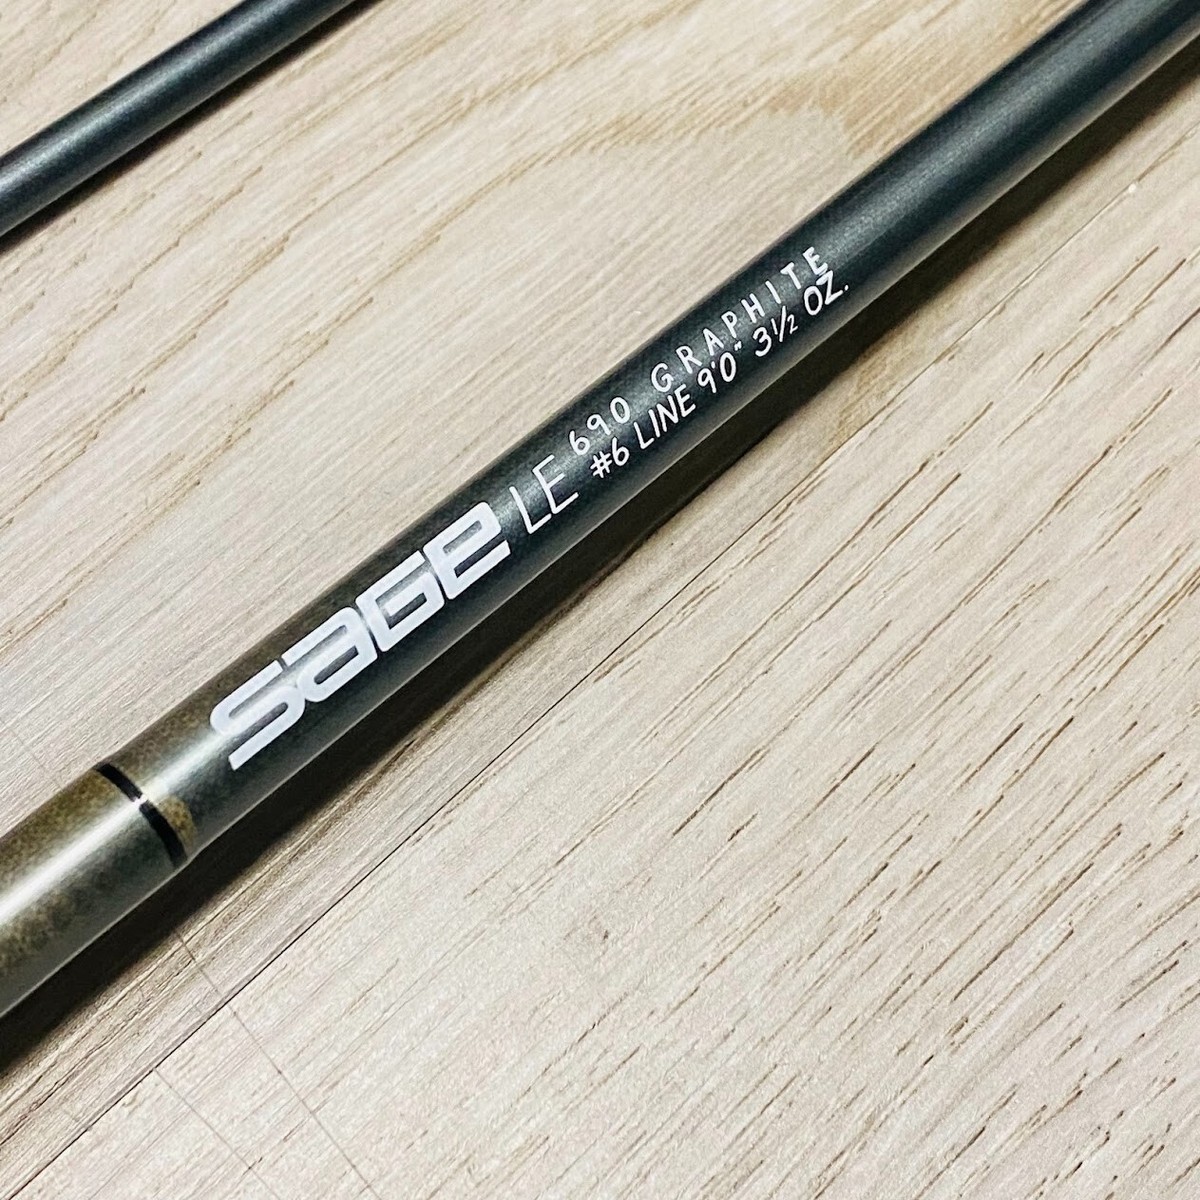 SAGE LE 690 GRAPHITE
#6 LINE 9'0" 3½ OZ.